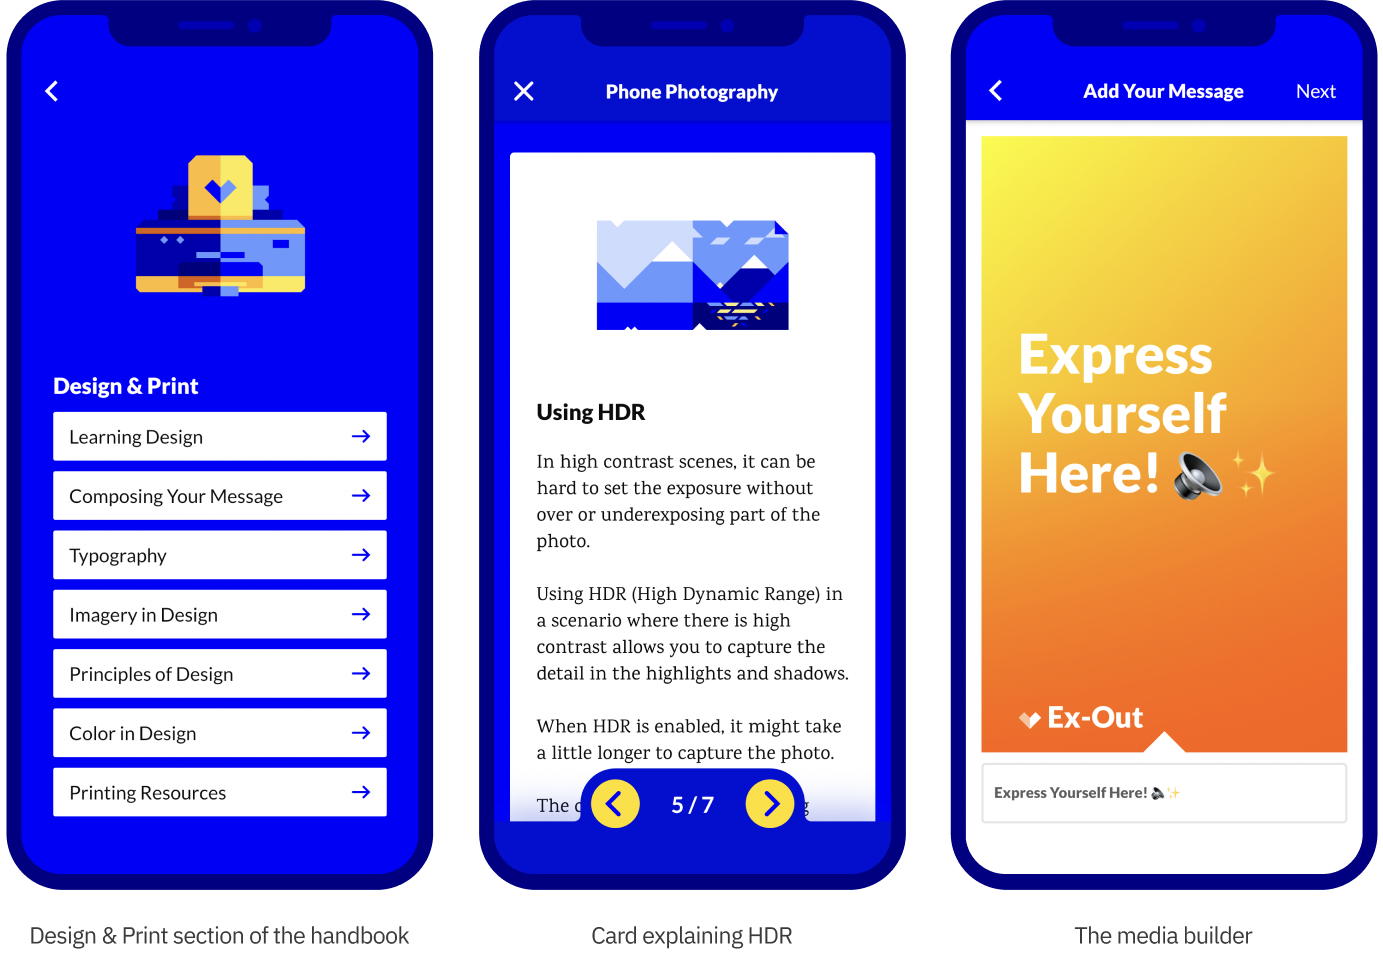 Design & Print
Learning Design
Composing Your Message
Typography
Imagery in Design
Principles of Design
Color in Design
Printing Resources
Design & Print section of the handbook
Phone Photography
Using HDR
In high contrast scenes, it can be
hard to set the exposure without
over or underexposing part of the
photo.
Using HDR (High Dynamic Range) in
a scenario where there is high
contrast allows you to capture the
detail in the highlights and shadows.
When HDR is enabled, it might take
a little longer to capture the photo.
The
5 / 7
Card explaining HDR
Add Your Message
Next
Express
Yourself
Here! 🔈✨
Ex-Out
Express Yourself Here! 🔈✨
The media builder